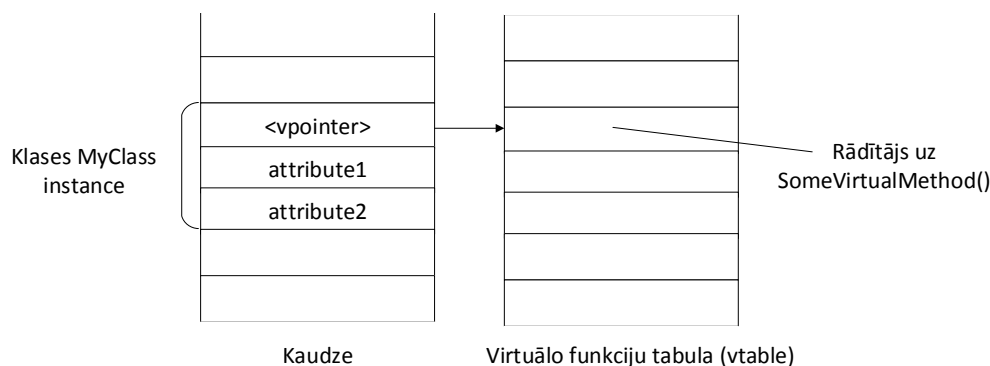 Klases MyClass
instance
<vpointer>
attribute1
attribute2
Rādītājs uz
SomeVirtualMethod()
Kaudze
Virtuālo funkciju tabula (vtable)